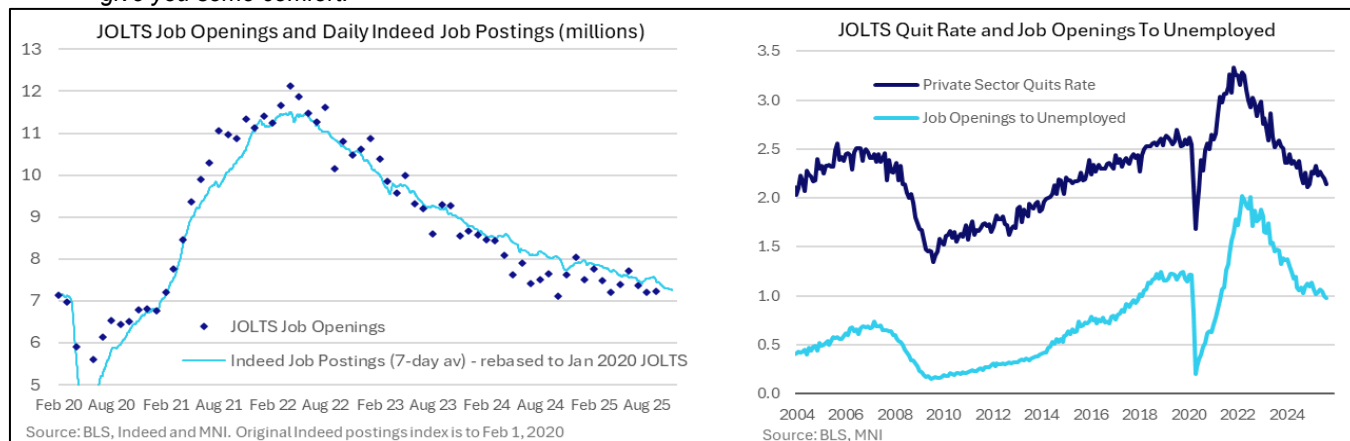 give you some comfort.
JOLTS Job Openings and Daily Indeed Job Postings (millions)
13
12
11
10
9
8
7
6
5
JOLTS Job Openings
Indeed Job Postings (7-day av) - rebased to Jan 2020 JOLTS
Feb 20 Aug 20 Feb 21 Aug 21 Feb 22 Aug 22 Feb 23 Aug 23 Feb 24 Aug 24 Feb 25 Aug 25
Source: BLS, Indeed and MNI. Original Indeed postings index is to Feb 1, 2020
JOLTS Quit Rate and Job Openings To Unemployed
3.5
3.0
2.5
2.0
1.5
1.0
0.5
0.0
Private Sector Quits Rate
Job Openings to Unemployed
2004 2006 2008 2010 2012 2014 2016 2018 2020 2022 2024
Source: BLS, MNI